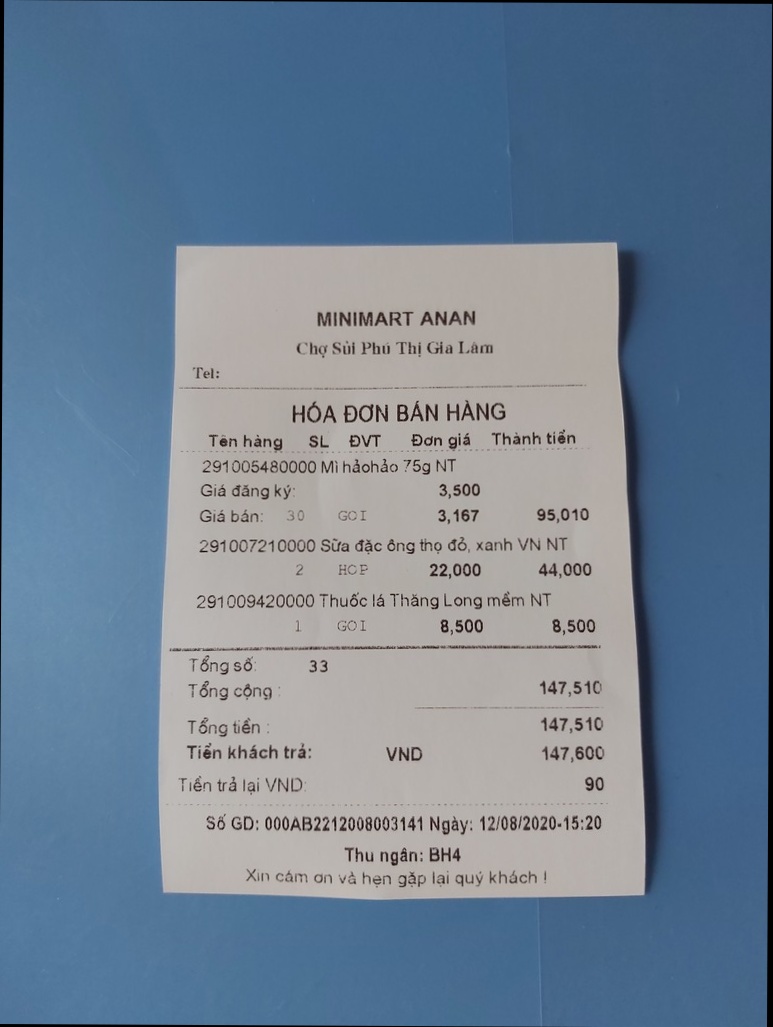 MINIMART ANAN
Chợ Sủi Phú Thị Gia Lâm
Tel:
HÓA ĐƠN BÁN HÀNG
Tên hàng SL ĐVT Đơn giá Thành tiền
291005480000 Mì hảohảo 75g NT
Giá đăng ký: 3,500
Giá bán: 30 GOI 3,167 95,010
291007210000 Sữa đặc ông thọ đỏ, xanh VN NT
2 HOP 22,000 44,000
291009420000 Thuốc lá Thăng Long mềm NT
1 GOI 8,500 8,500
Tổng số: 33
Tổng cộng : 147,510
Tổng tiền : 147,510
Tiền khách trả: VND 147,600
Tiền trả lại VND: 90
Số GD: 000AB2212008003141 Ngày: 12/08/2020-15:20
Thu ngân: BH4
Xin cảm ơn và hẹn gặp lại quý khách !